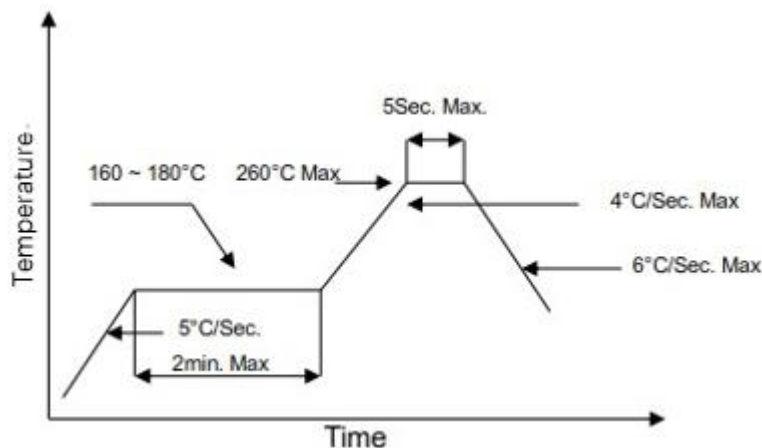 5Sec. Max.
160 ~ 180°C
260°C Max
4°C/Sec. Max
6°C/Sec. Max
5°C/Sec.
2min. Max
Temperature
Time